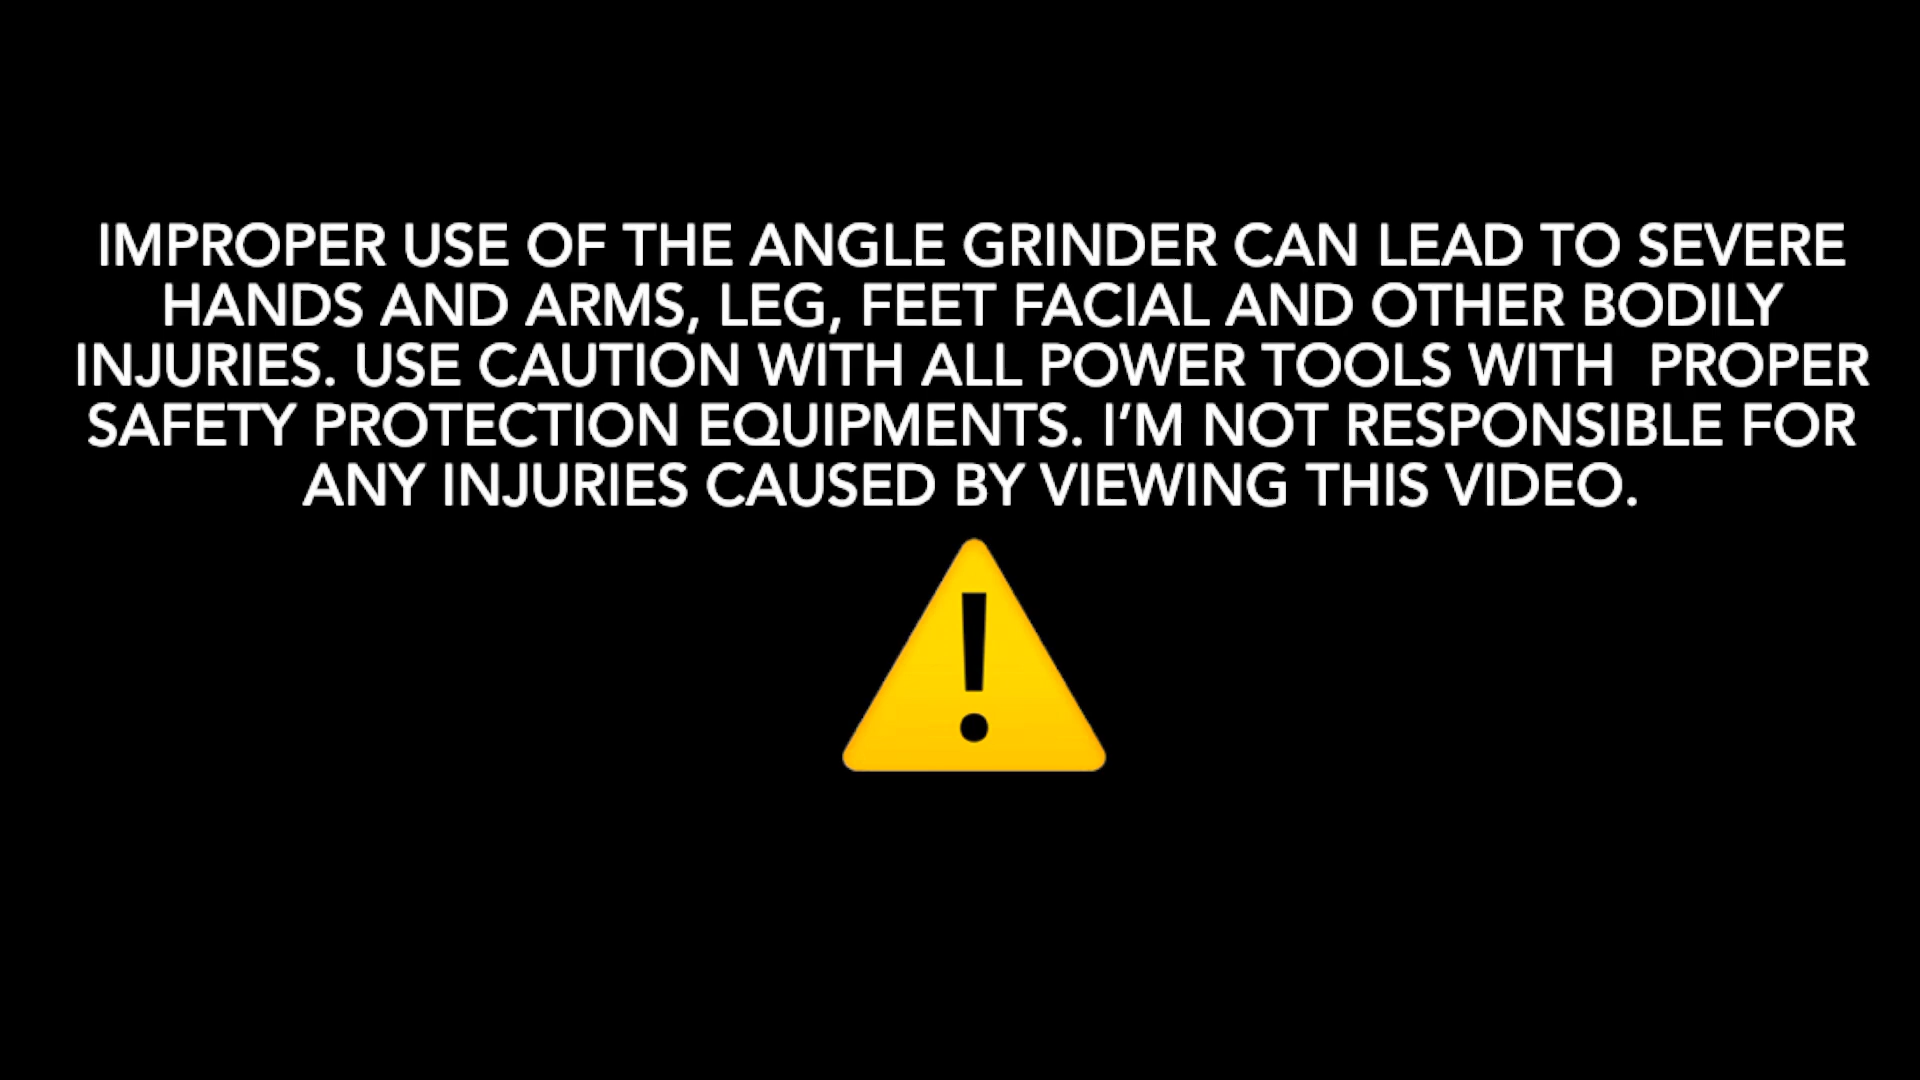 IMPROPER USE OF THE ANGLE GRINDER CAN LEAD TO SEVERE
HANDS AND ARMS, LEG, FEET FACIAL AND OTHER BODILY
INJURIES. USE CAUTION WITH ALL POWER TOOLS WITH  PROPER
SAFETY PROTECTION EQUIPMENTS. I’M NOT RESPONSIBLE FOR
ANY INJURIES CAUSED BY VIEWING THIS VIDEO.